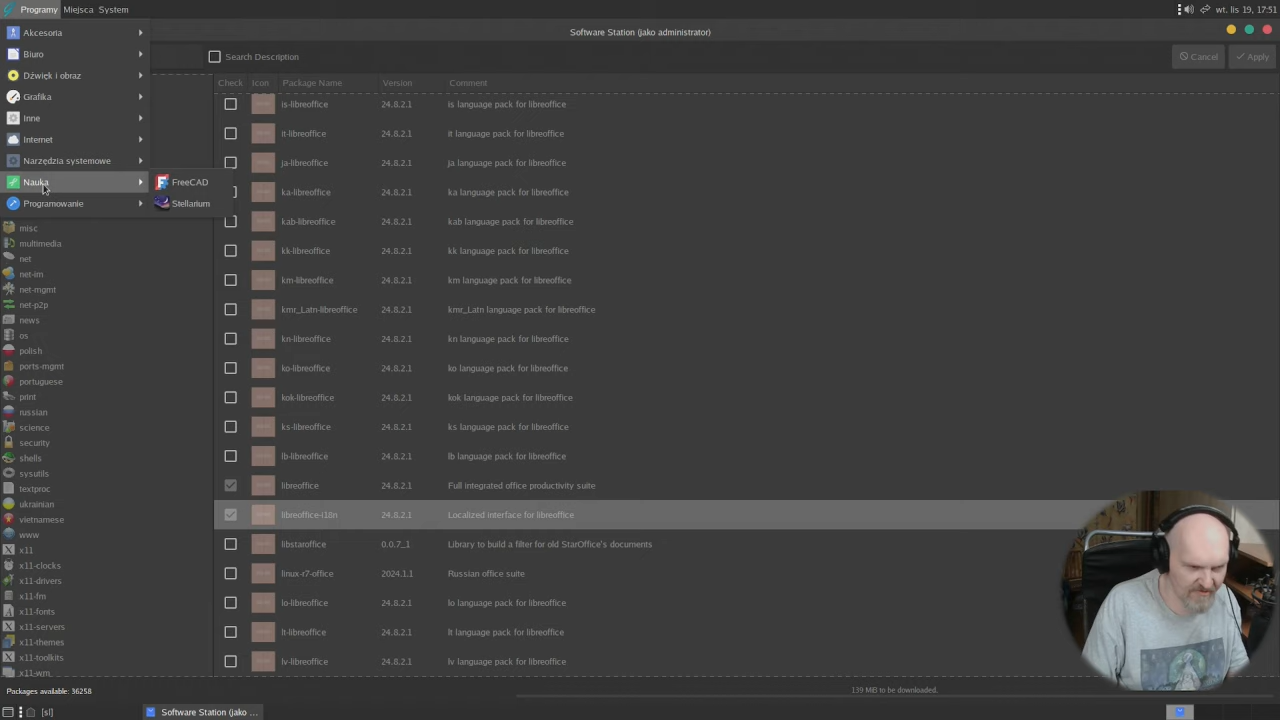 Programy Miejsca System
wt. lis 19, 17:51
Software Station (jako administrator)
Akcesoria
Biuro
Dźwięk i obraz
Grafika
Inne
Internet
Narzędzia systemowe
Nauka
Programowanie
FreeCAD
Stellarium
Search Description
Cancel
Apply
Check Icon Package Name Version Comment
is-libreoffice 24.8.2.1 is language pack for libreoffice
it-libreoffice 24.8.2.1 it language pack for libreoffice
ja-libreoffice 24.8.2.1 ja language pack for libreoffice
ka-libreoffice 24.8.2.1 ka language pack for libreoffice
kab-libreoffice 24.8.2.1 kab language pack for libreoffice
kk-libreoffice 24.8.2.1 kk language pack for libreoffice
km-libreoffice 24.8.2.1 km language pack for libreoffice
kmr_Latn-libreoffice 24.8.2.1 kmr_Latn language pack for libreoffice
kn-libreoffice 24.8.2.1 kn language pack for libreoffice
ko-libreoffice 24.8.2.1 ko language pack for libreoffice
kok-libreoffice 24.8.2.1 kok language pack for libreoffice
ks-libreoffice 24.8.2.1 ks language pack for libreoffice
lb-libreoffice 24.8.2.1 lb language pack for libreoffice
libreoffice 24.8.2.1 Full integrated office productivity suite
libreoffice-i18n 24.8.2.1 Localized interface for libreoffice
libstaroffice 0.0.7_1 Library to build a filter for old StarOffice's documents
linux-r7-office 2024.1.1 Russian office suite
lo-libreoffice 24.8.2.1 lo language pack for libreoffice
lt-libreoffice 24.8.2.1 lt language pack for libreoffice
lv-libreoffice 24.8.2.1 lv language pack for libreoffice
misc
multimedia
net
net-im
net-mgmt
net-p2p
news
os
polish
ports-mgmt
portuguese
print
russian
science
security
shells
sysutils
textproc
ukrainian
vietnamese
www
x11
x11-clocks
x11-drivers
x11-fm
x11-fonts
x11-servers
x11-themes
x11-toolkits
x11-wm
Packages available: 36258
139 MiB to be downloaded.
[sl]
Software Station (jako ...